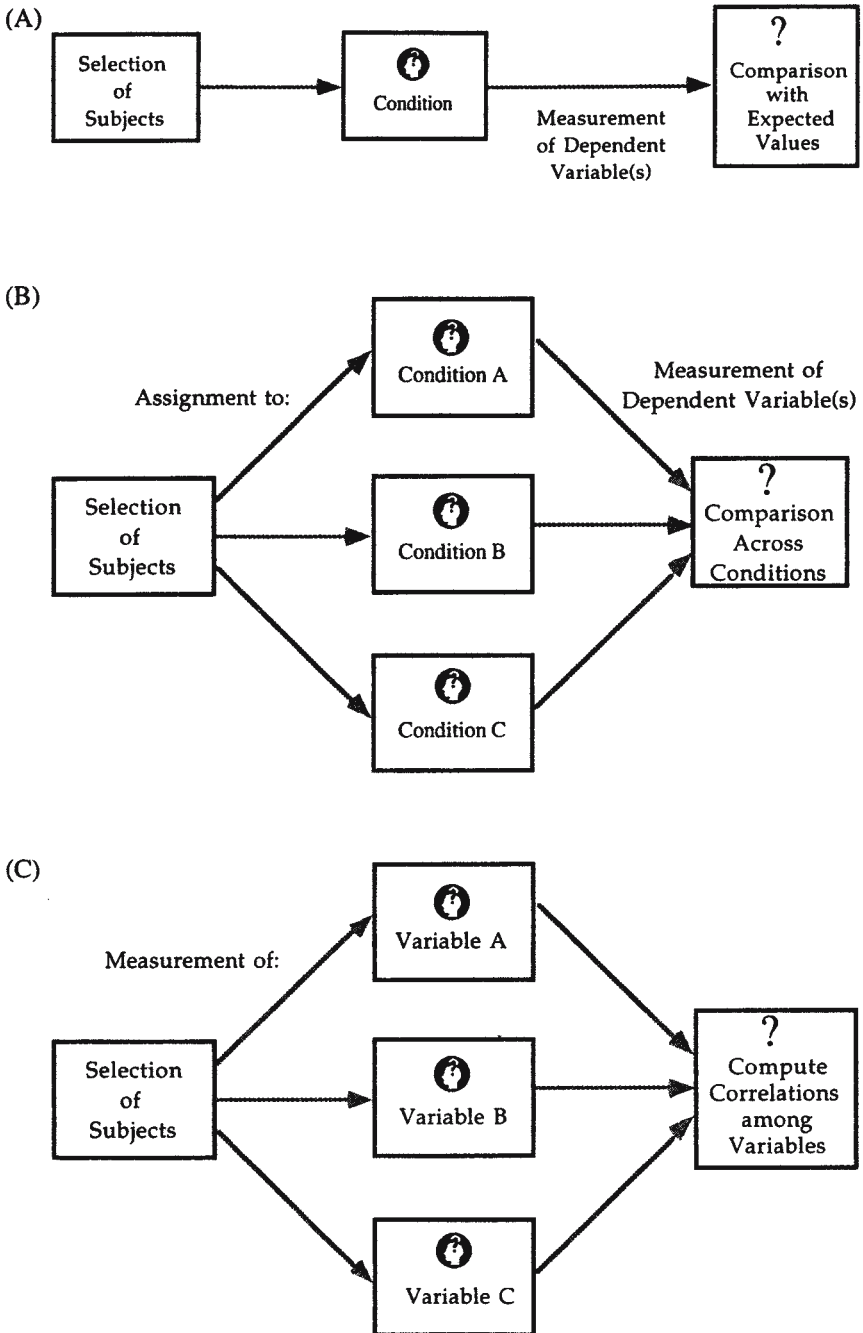 (A)
Selection
of
Subjects
?
Condition
Measurement
of Dependent
Variable(s)
?
Comparison
with
Expected
Values
(B)
Assignment to:
Selection
of
Subjects
?
Condition A
?
Condition B
?
Condition C
Measurement of
Dependent Variable(s)
?
Comparison
Across
Conditions
(C)
Measurement of:
Selection
of
Subjects
?
Variable A
?
Variable B
?
Variable C
?
Compute
Correlations
among
Variables